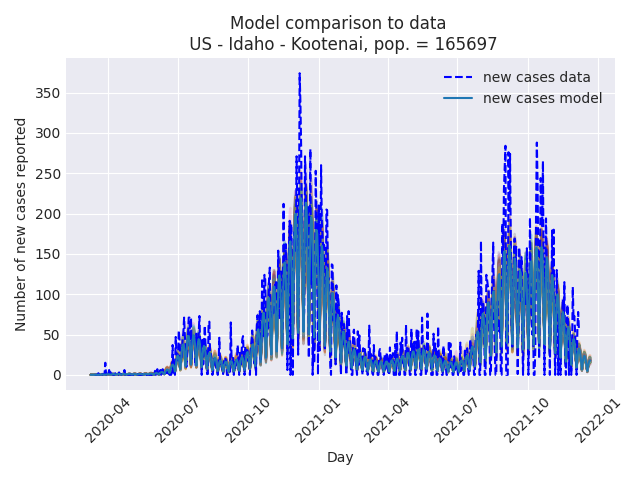 Model comparison to data
US - Idaho - Kootenai, pop. = 165697
new cases data
new cases model
Number of new cases reported
350
300
250
200
150
100
50
0
2020-04
2020-07
2020-10
2021-01
2021-04
2021-07
2021-10
2022-01
Day